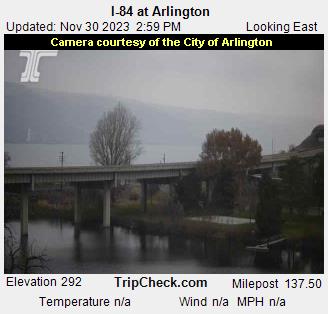 I-84 at Arlington
Updated: Nov 30 2023 2:59 PM Looking East
Camera courtesy of the City of Arlington
Elevation 292 TripCheck.com Milepost 137.50
Temperature n/a Wind n/a MPH n/a